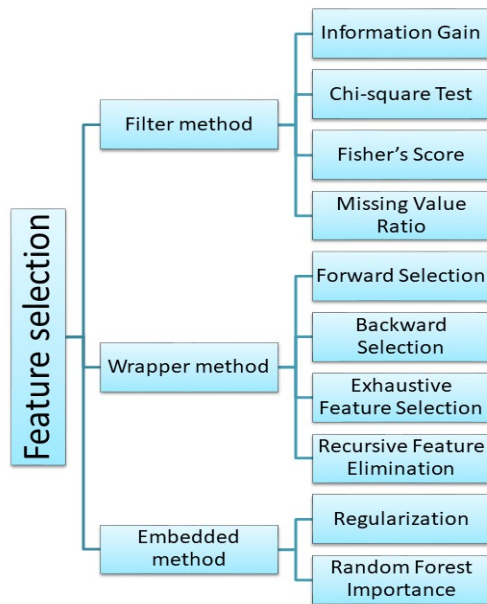 Feature selection
Filter method
Information Gain
Chi-square Test
Fisher's Score
Missing Value
Ratio
Wrapper method
Forward Selection
Backward
Selection
Exhaustive
Feature Selection
Recursive Feature
Elimination
Embedded
method
Regularization
Random Forest
Importance